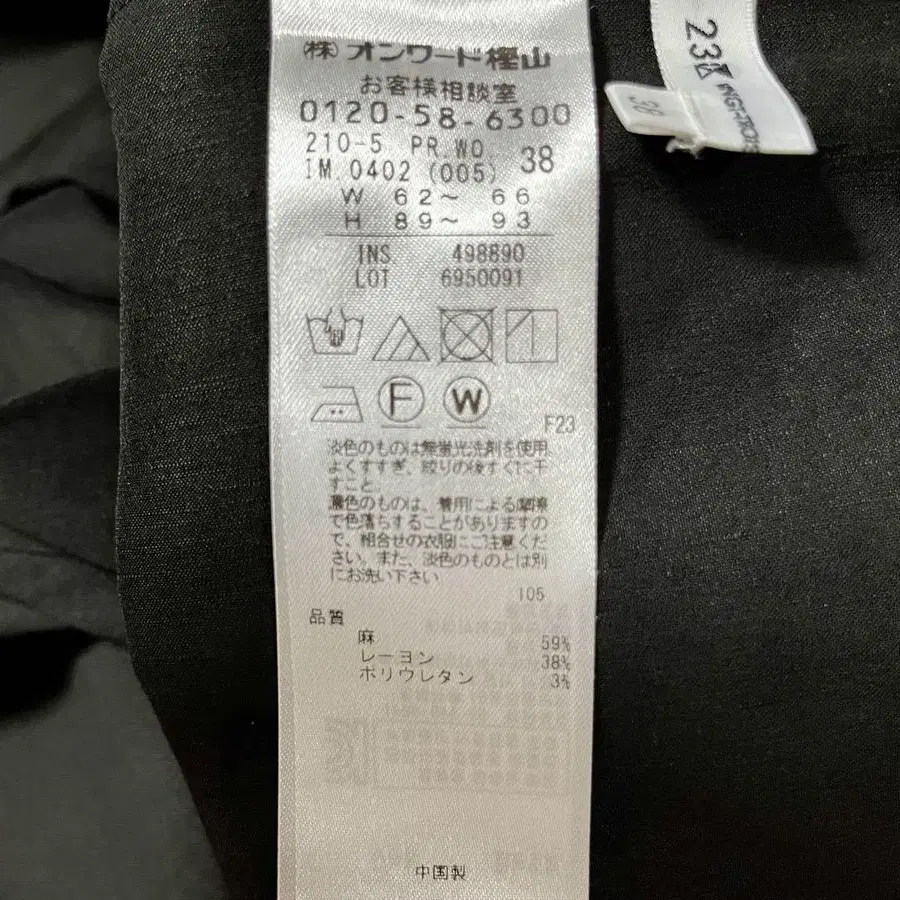 ㈱ オンワード樫山
お客様相談室
0120-58-6300
210-5 PR.WO. 38
IM.0402 (005)
W 62～ 66
H 89～ 93
INS. 498890
LOT 6950091
F W
F23
淡色のものは無蛍光洗剤を使用
よくすすぎ、絞りの後すぐに干
すこと。
濃色のものは、着用による摩擦
で色落ちすることがありますの
で、組合せの衣服にご注意くだ
さい。また、淡色のものとは別
にお洗い下さい
105
品質
麻 59%
レーヨン 38%
ポリウレタン 3%
中国製
38
23区